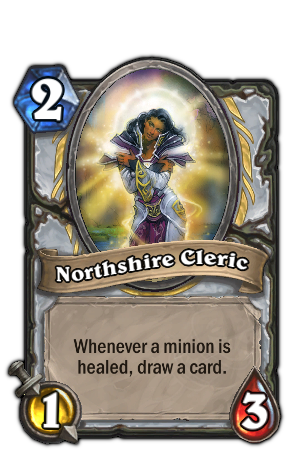 2
Northshire Cleric
Whenever a minion is
healed, draw a card.
1
3